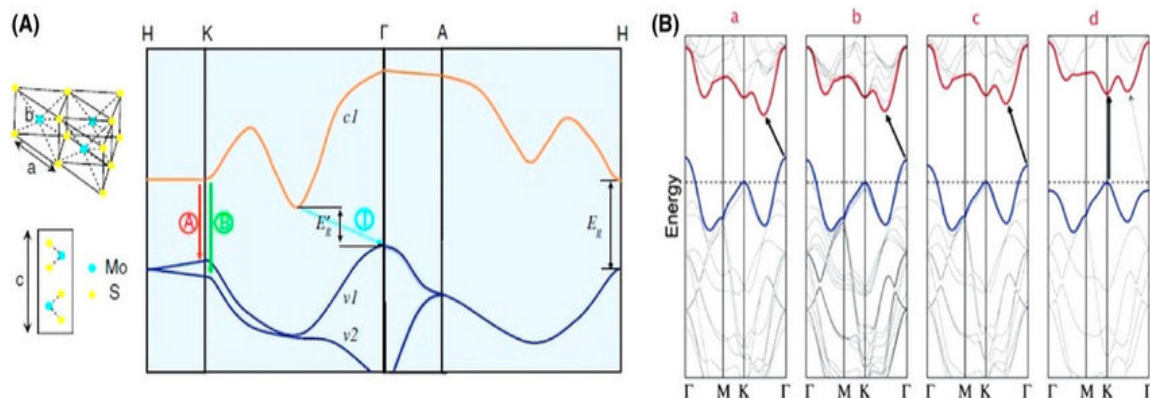 (A)
H K Γ A H
b
a
c
Mo
S
c1
A B
E'g I
Eg
v1
v2
(B)
a b c d
Energy
Γ M K Γ Γ M K Γ Γ M K Γ Γ M K Γ